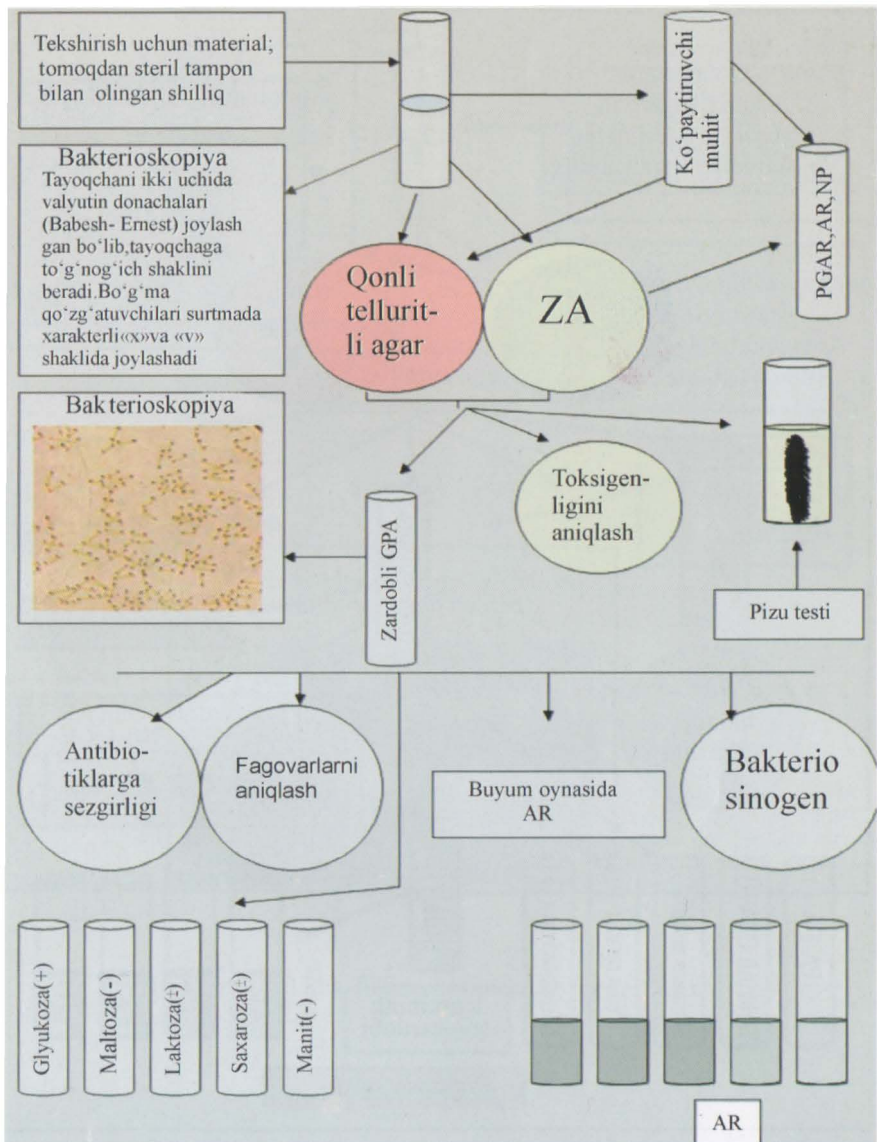 Tekshirish uchun material;
tomoqdan steril tampon
bilan olingan shilliq
Ko‘paytiruvchi
muhit
PGAR,AR,NP
Bakterioskopiya
Tayoqchani ikki uchida
valyutin donachalari
(Babesh- Ernest) joylash
gan bo‘lib,tayoqchaga
to‘g‘nog‘ich shaklini
beradi.Bo‘g‘ma
qo‘zg‘atuvchilari surtmada
xarakterli«x»va «v»
shaklida joylashadi
Qonli
tellurit-
li agar
ZA
Bakterioskopiya
Toksigen-
ligini
aniqlash
Zardobli GPA
Pizu testi
Antibio-
tiklarga
sezgirligi
Fagovarlarni
aniqlash
Buyum oynasida
AR
Bakterio
sinogen
Glyukoza(+)
Maltoza(-)
Laktoza(±)
Saxaroza(±)
Manit(-)
AR